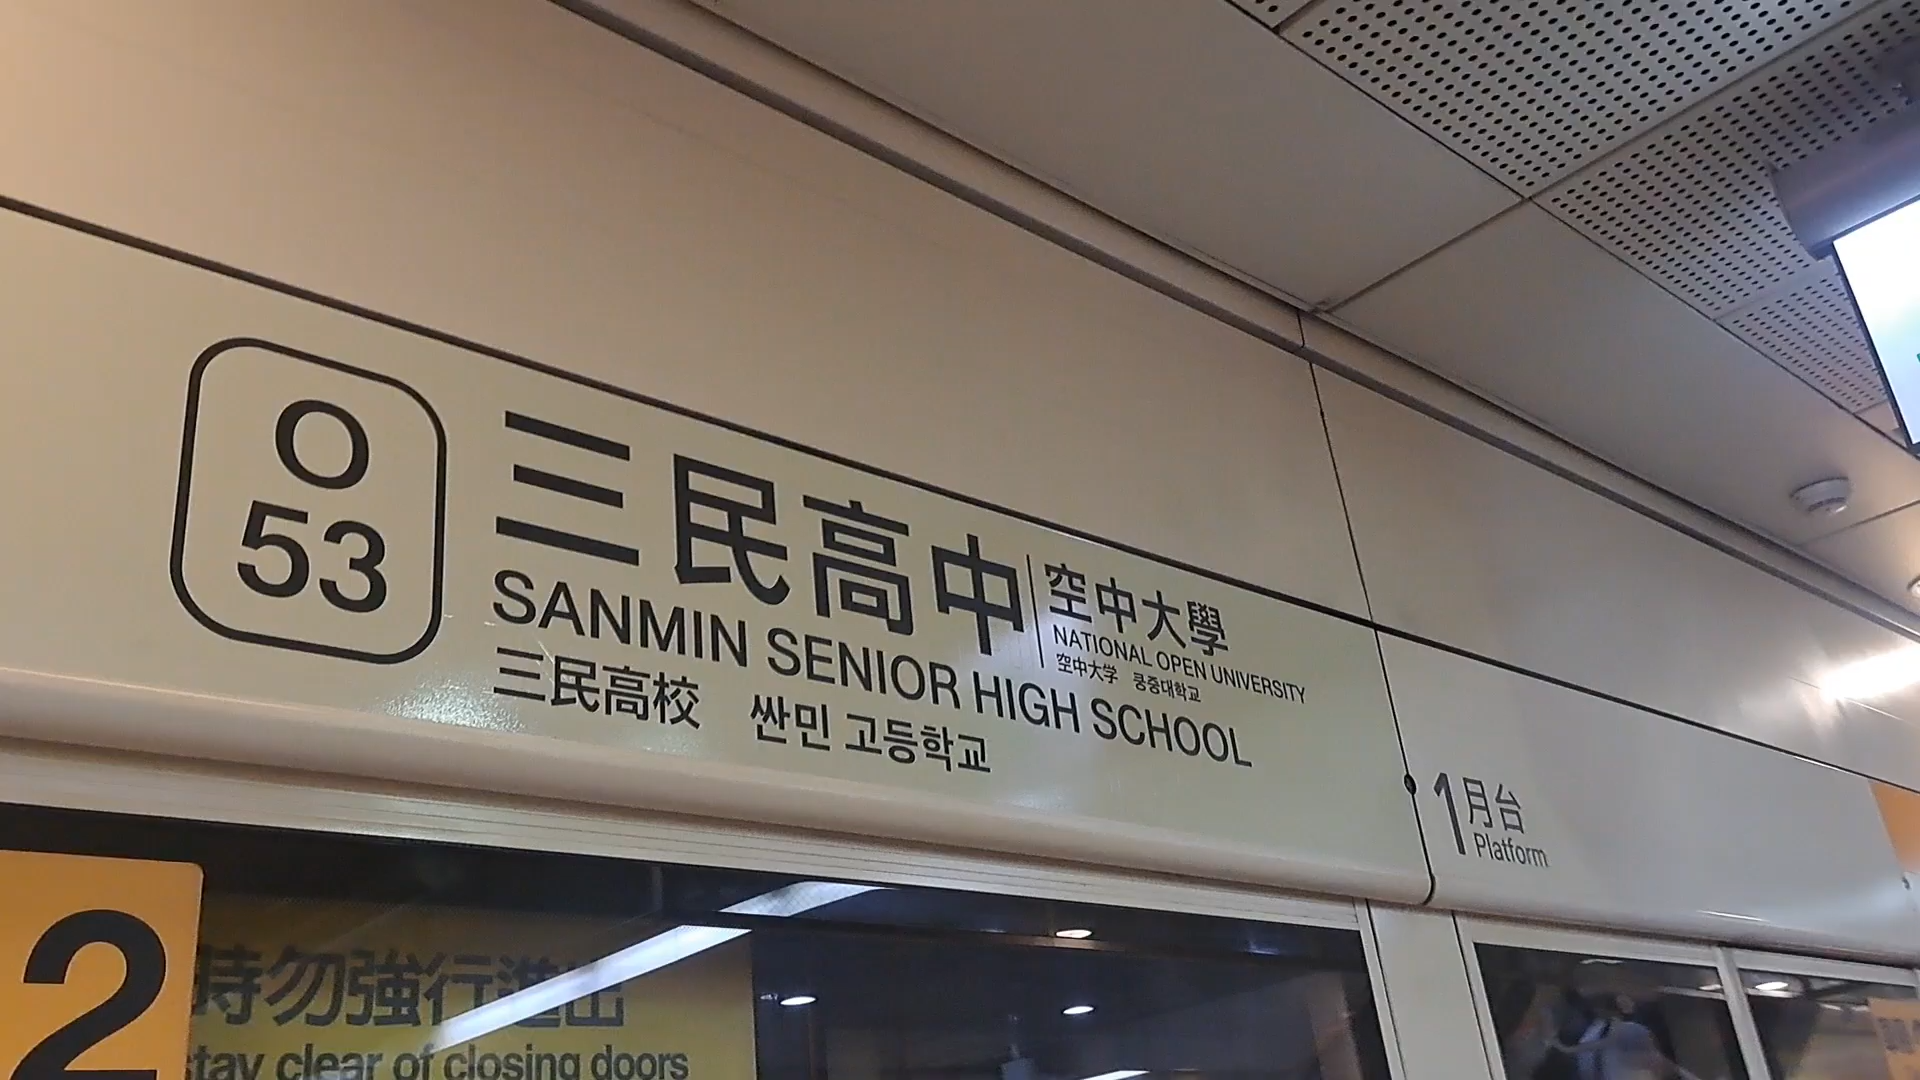 O
53
三民高中
SANMIN SENIOR HIGH SCHOOL
三民高校 싼민 고등학교
空中大學
NATIONAL OPEN UNIVERSITY
空中大学 쿵중대학교
1月台
Platform
2
時勿強行進出
stay clear of closing doors